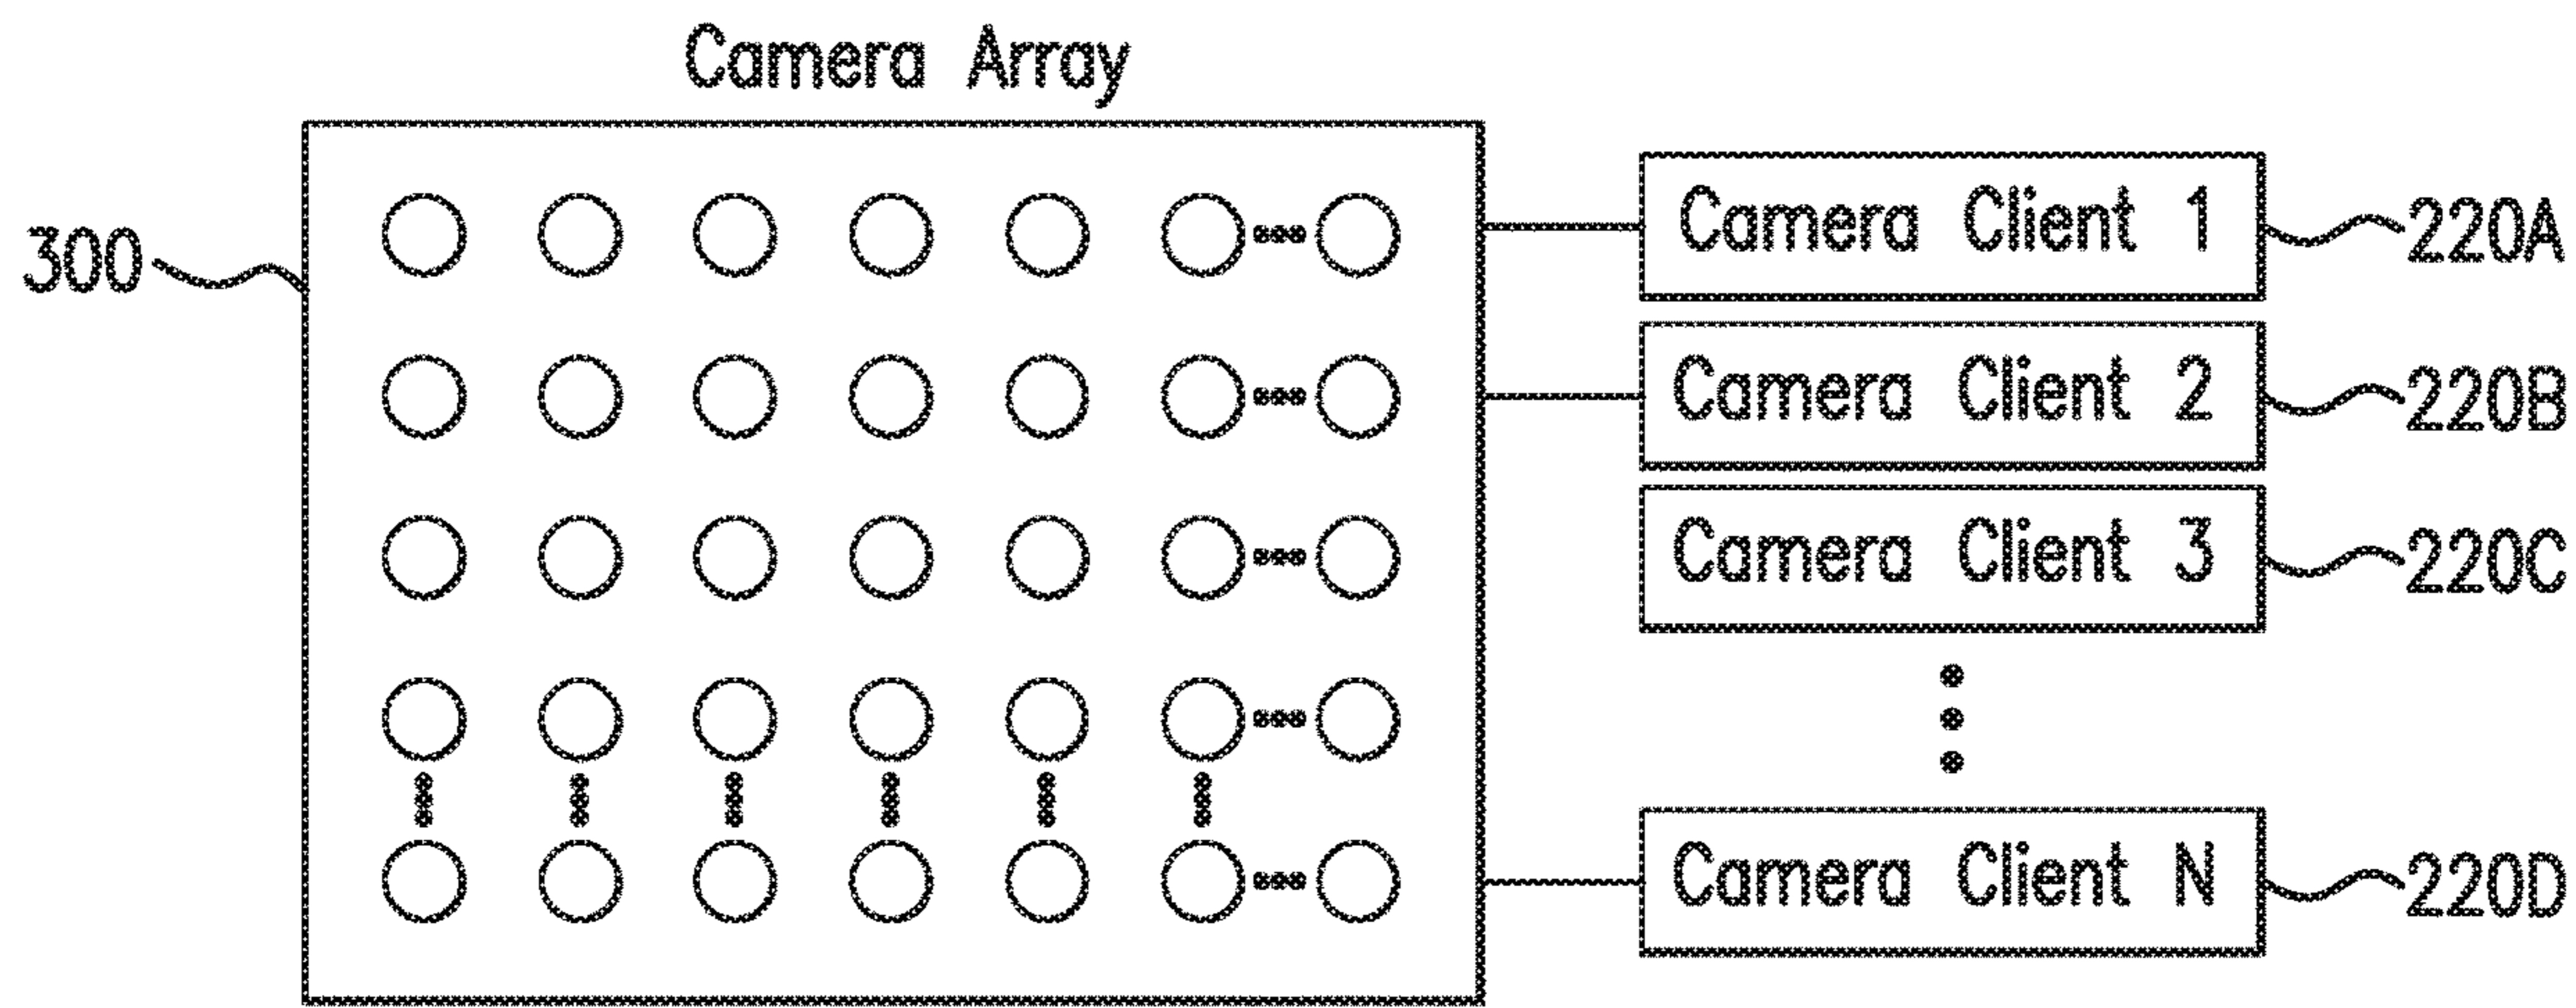 Camera Array
300
Camera Client 1
220A
Camera Client 2
220B
Camera Client 3
220C
Camera Client N
220D